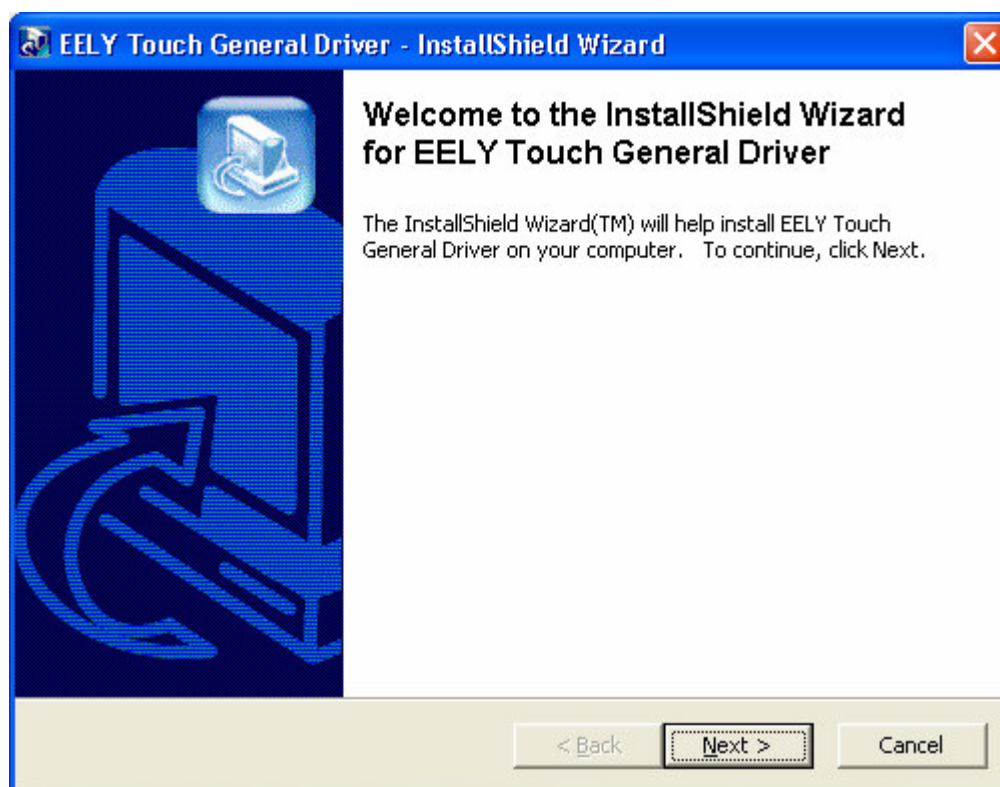 EELY Touch General Driver - InstallShield Wizard
Welcome to the InstallShield Wizard
for EELY Touch General Driver
The InstallShield Wizard(TM) will help install EELY Touch
General Driver on your computer. To continue, click Next.
< Back
Next >
Cancel